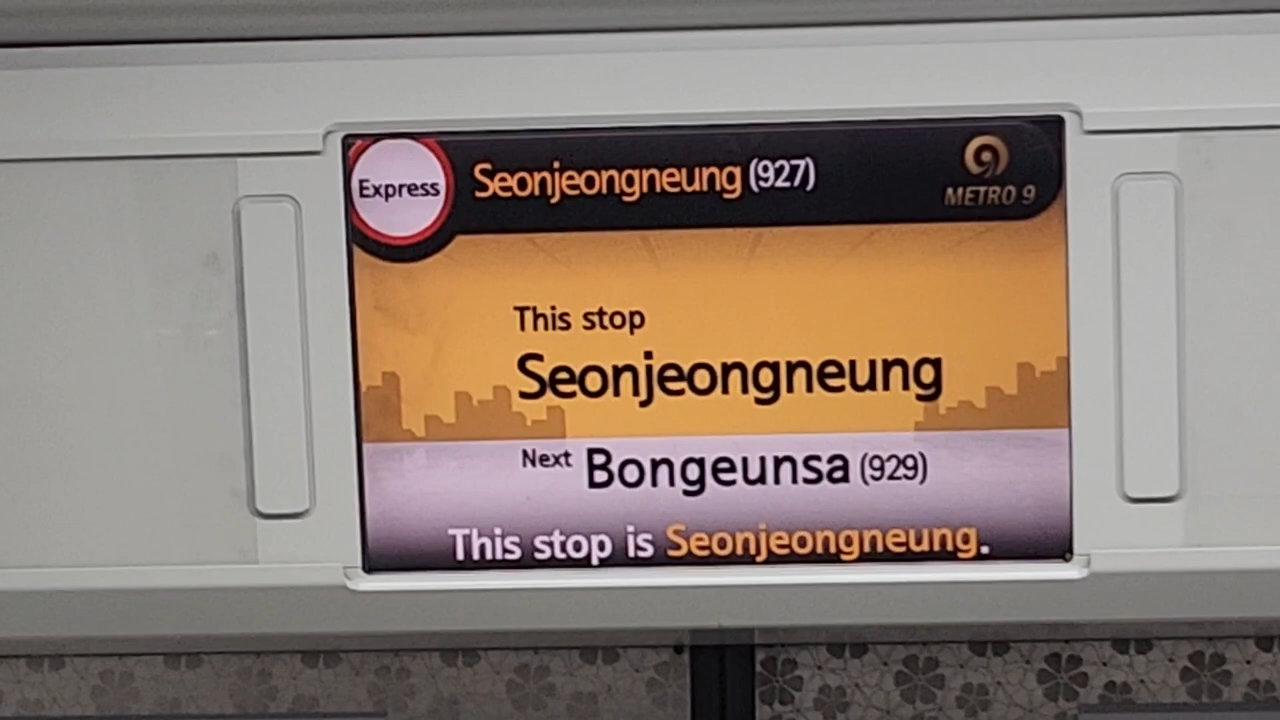 Express
Seonjeongneung (927)
METRO 9
This stop
Seonjeongneung
Next Bongeunsa (929)
This stop is Seonjeongneung.